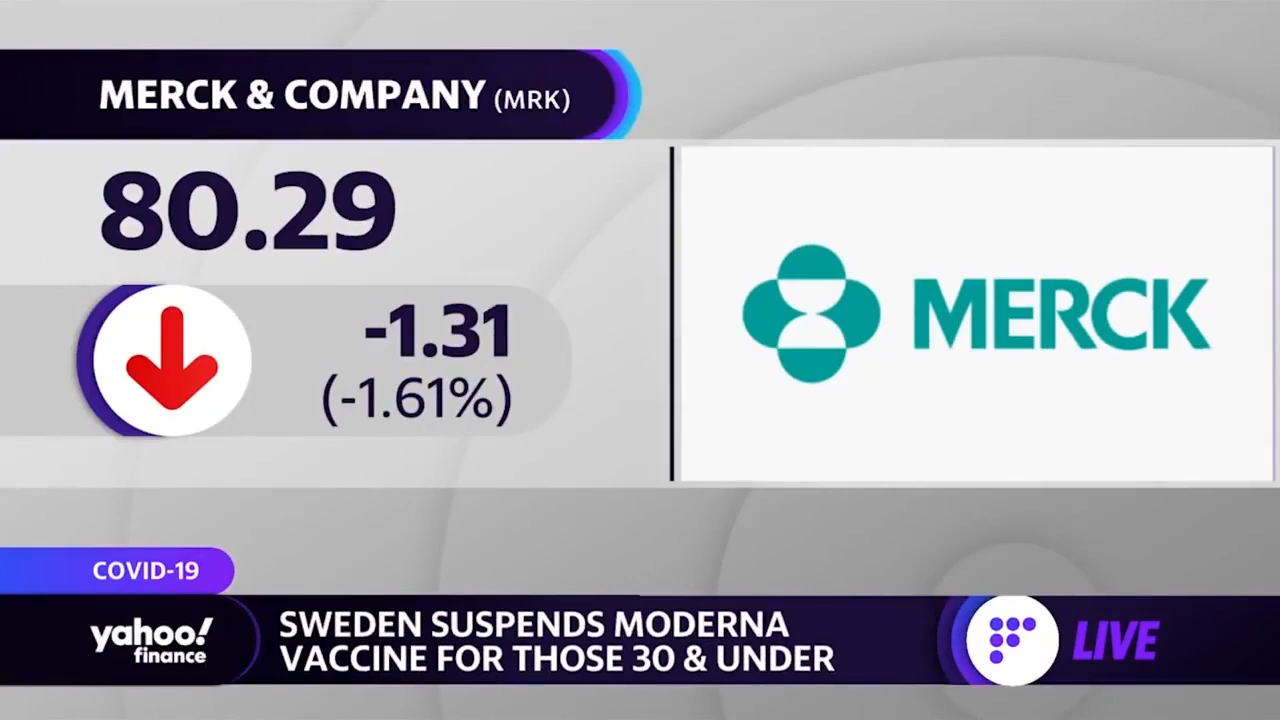 MERCK & COMPANY (MRK)
80.29
-1.31
(-1.61%)
MERCK
COVID-19
yahoo!
finance
SWEDEN SUSPENDS MODERNA
VACCINE FOR THOSE 30 & UNDER
LIVE